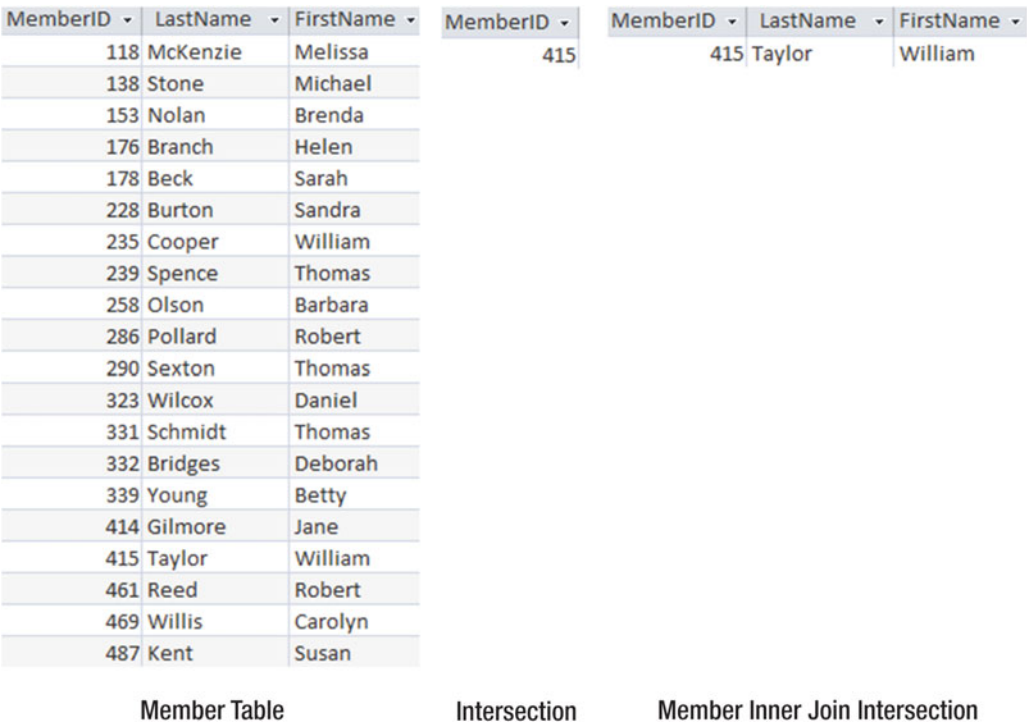 MemberID LastName FirstName MemberID MemberID LastName FirstName
118 McKenzie Melissa 415 415 Taylor William
138 Stone Michael
153 Nolan Brenda
176 Branch Helen
178 Beck Sarah
228 Burton Sandra
235 Cooper William
239 Spence Thomas
258 Olson Barbara
286 Pollard Robert
290 Sexton Thomas
323 Wilcox Daniel
331 Schmidt Thomas
332 Bridges Deborah
339 Young Betty
414 Gilmore Jane
415 Taylor William
461 Reed Robert
469 Willis Carolyn
487 Kent Susan
Member Table Intersection Member Inner Join Intersection